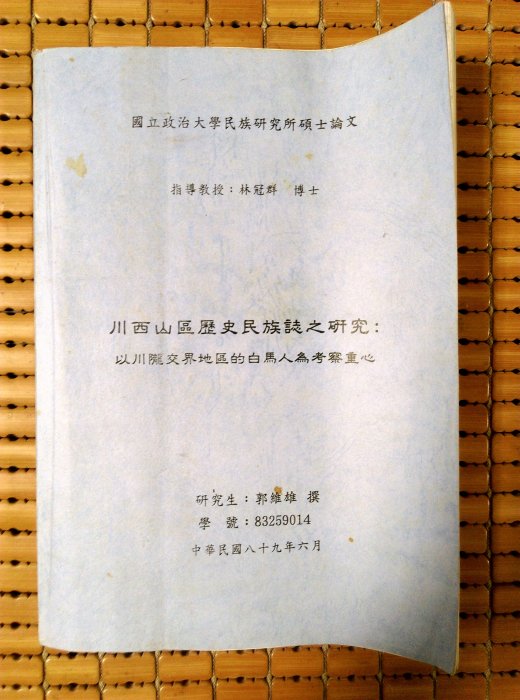 國立政治大學民族研究所碩士論文
指導教授：林冠群 博士
川西山區歷史民族誌之研究：
以川隴交界地區的白馬人為考察重心
研究生：郭維雄 撰
學 號：83259014
中華民國八十九年六月